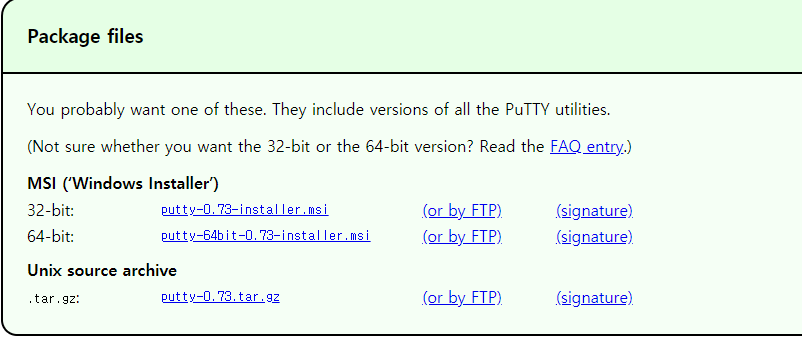 Package files
You probably want one of these. They include versions of all the PuTTY utilities.
(Not sure whether you want the 32-bit or the 64-bit version? Read the FAQ entry.)
MSI (‘Windows Installer’)
32-bit: putty-0.73-installer.msi (or by FTP) (signature)
64-bit: putty-64bit-0.73-installer.msi (or by FTP) (signature)
Unix source archive
.tar.gz: putty-0.73.tar.gz (or by FTP) (signature)